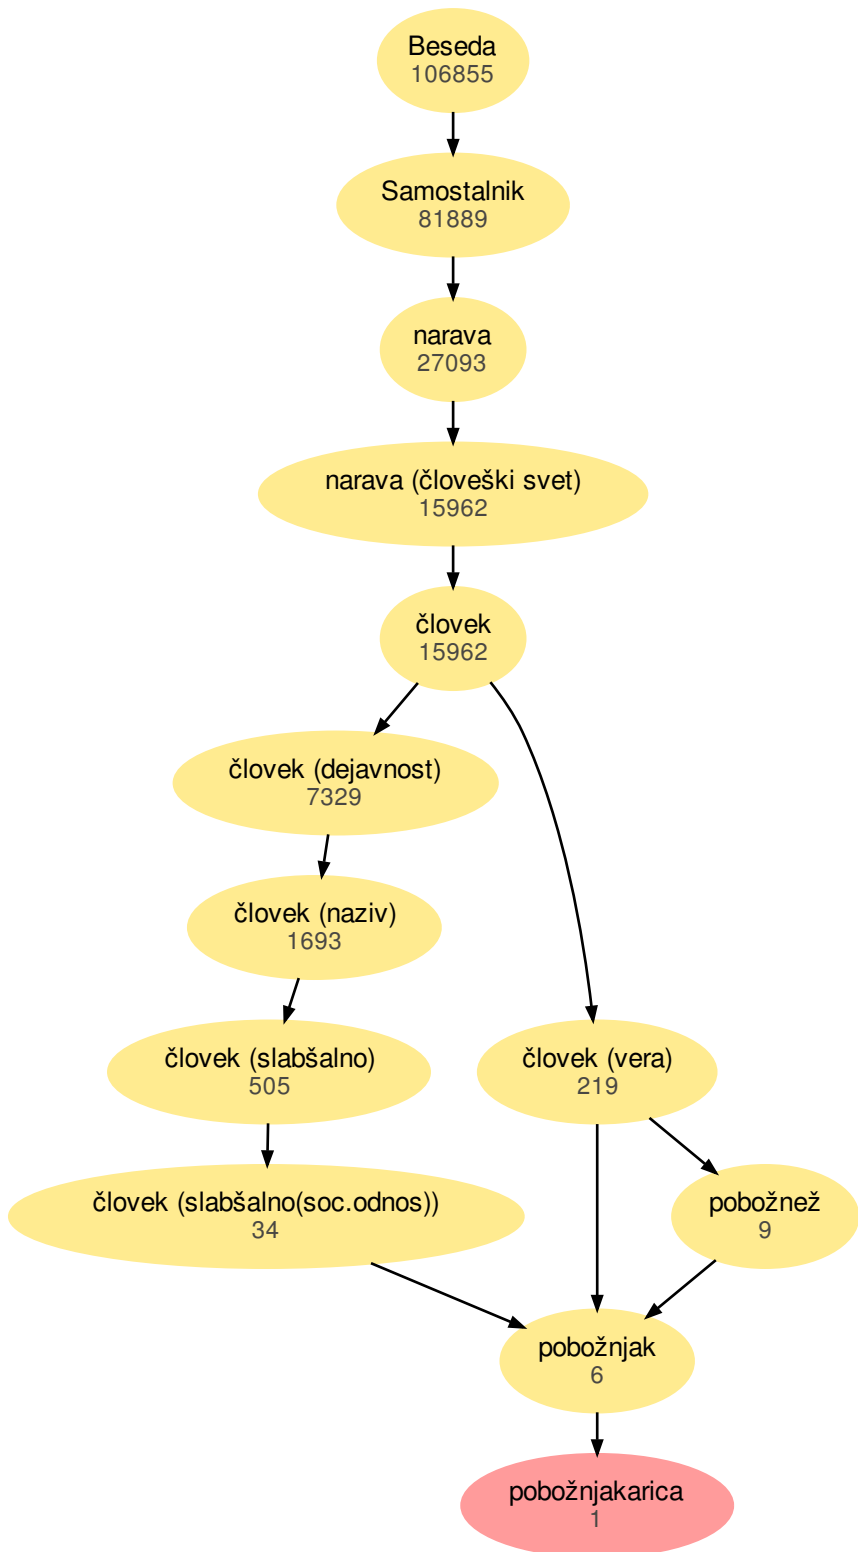 Beseda
106855
Samostalnik
81889
narava
27093
narava (človeški svet)
15962
človek
15962
človek (dejavnost)
7329
človek (naziv)
1693
človek (slabšalno)
505
človek (vera)
219
človek (slabšalno(soc.odnos))
34
pobožnež
9
pobožnjak
6
pobožnjakarica
1